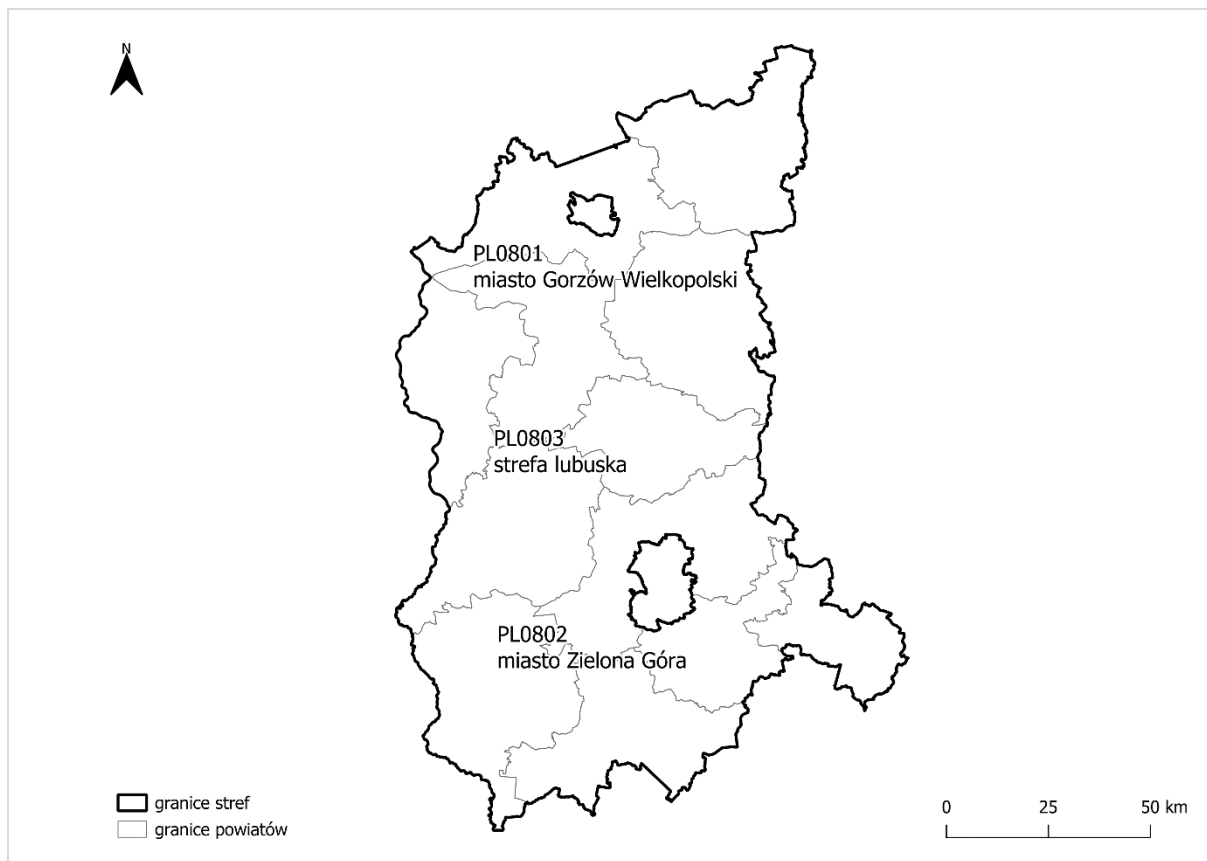 N
PL0801
miasto Gorzów Wielkopolski
PL0803
strefa lubuska
PL0802
miasto Zielona Góra
granice stref
granice powiatów
0 25 50 km